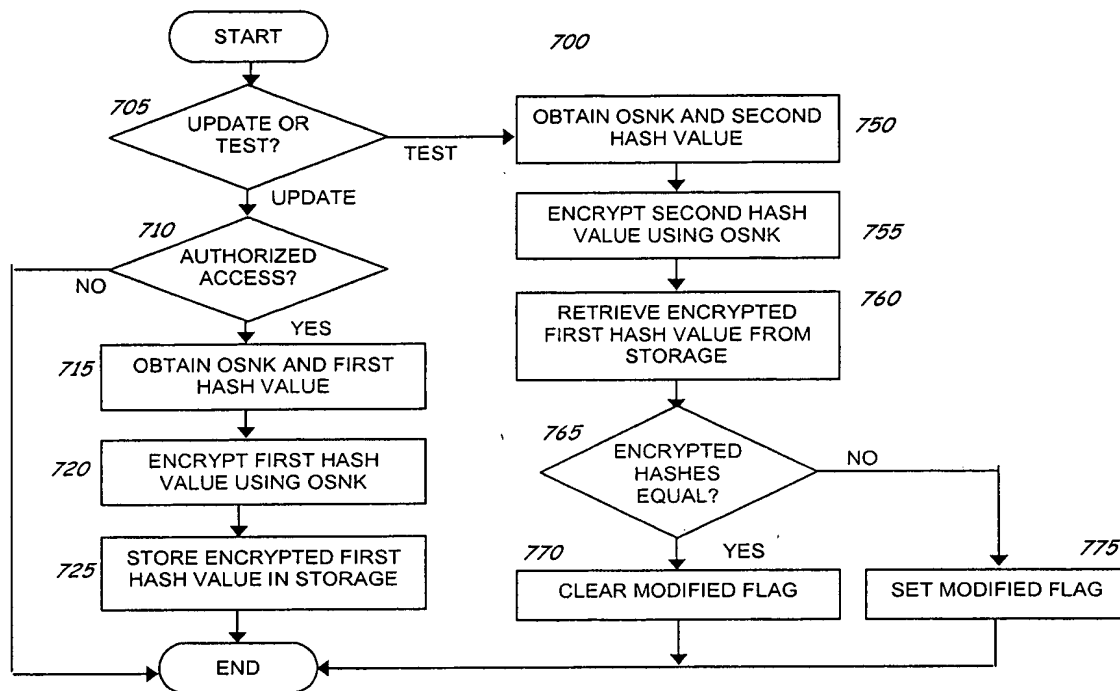 START
700
705
UPDATE OR
TEST?
TEST
UPDATE
710
AUTHORIZED
ACCESS?
NO
YES
715
OBTAIN OSNK AND FIRST
HASH VALUE
720
ENCRYPT FIRST HASH
VALUE USING OSNK
725
STORE ENCRYPTED FIRST
HASH VALUE IN STORAGE
END
OBTAIN OSNK AND SECOND
HASH VALUE
750
ENCRYPT SECOND HASH
VALUE USING OSNK
755
RETRIEVE ENCRYPTED
FIRST HASH VALUE FROM
STORAGE
760
765
ENCRYPTED
HASHES
EQUAL?
NO
YES
770
CLEAR MODIFIED FLAG
775
SET MODIFIED FLAG